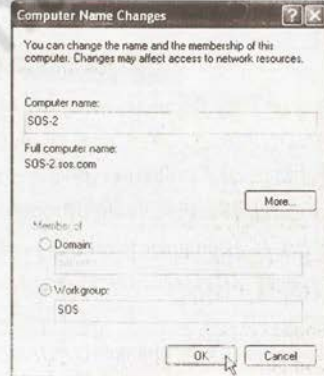 Computer Name Changes
You can change the name and the membership of this
computer. Changes may affect access to network resources.
Computer name:
SOS-2
Full computer name:
SOS-2.sos.com
More...
Member of
Domain:
Workgroup:
SOS
OK
Cancel